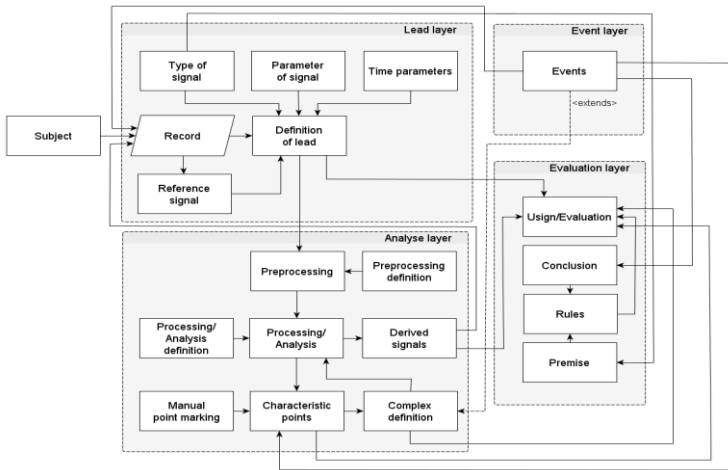 Lead layer
Event layer
Type of
signal
Parameter
of signal
Time parameters
Events
<extends>
Subject
Record
Definition
of lead
Reference
signal
Evaluation layer
Usign/Evaluation
Conclusion
Rules
Premise
Analyse layer
Preprocessing
Preprocessing
definition
Processing/
Analysis
definition
Processing/
Analysis
Derived
signals
Manual
point marking
Characteristic
points
Complex
definition